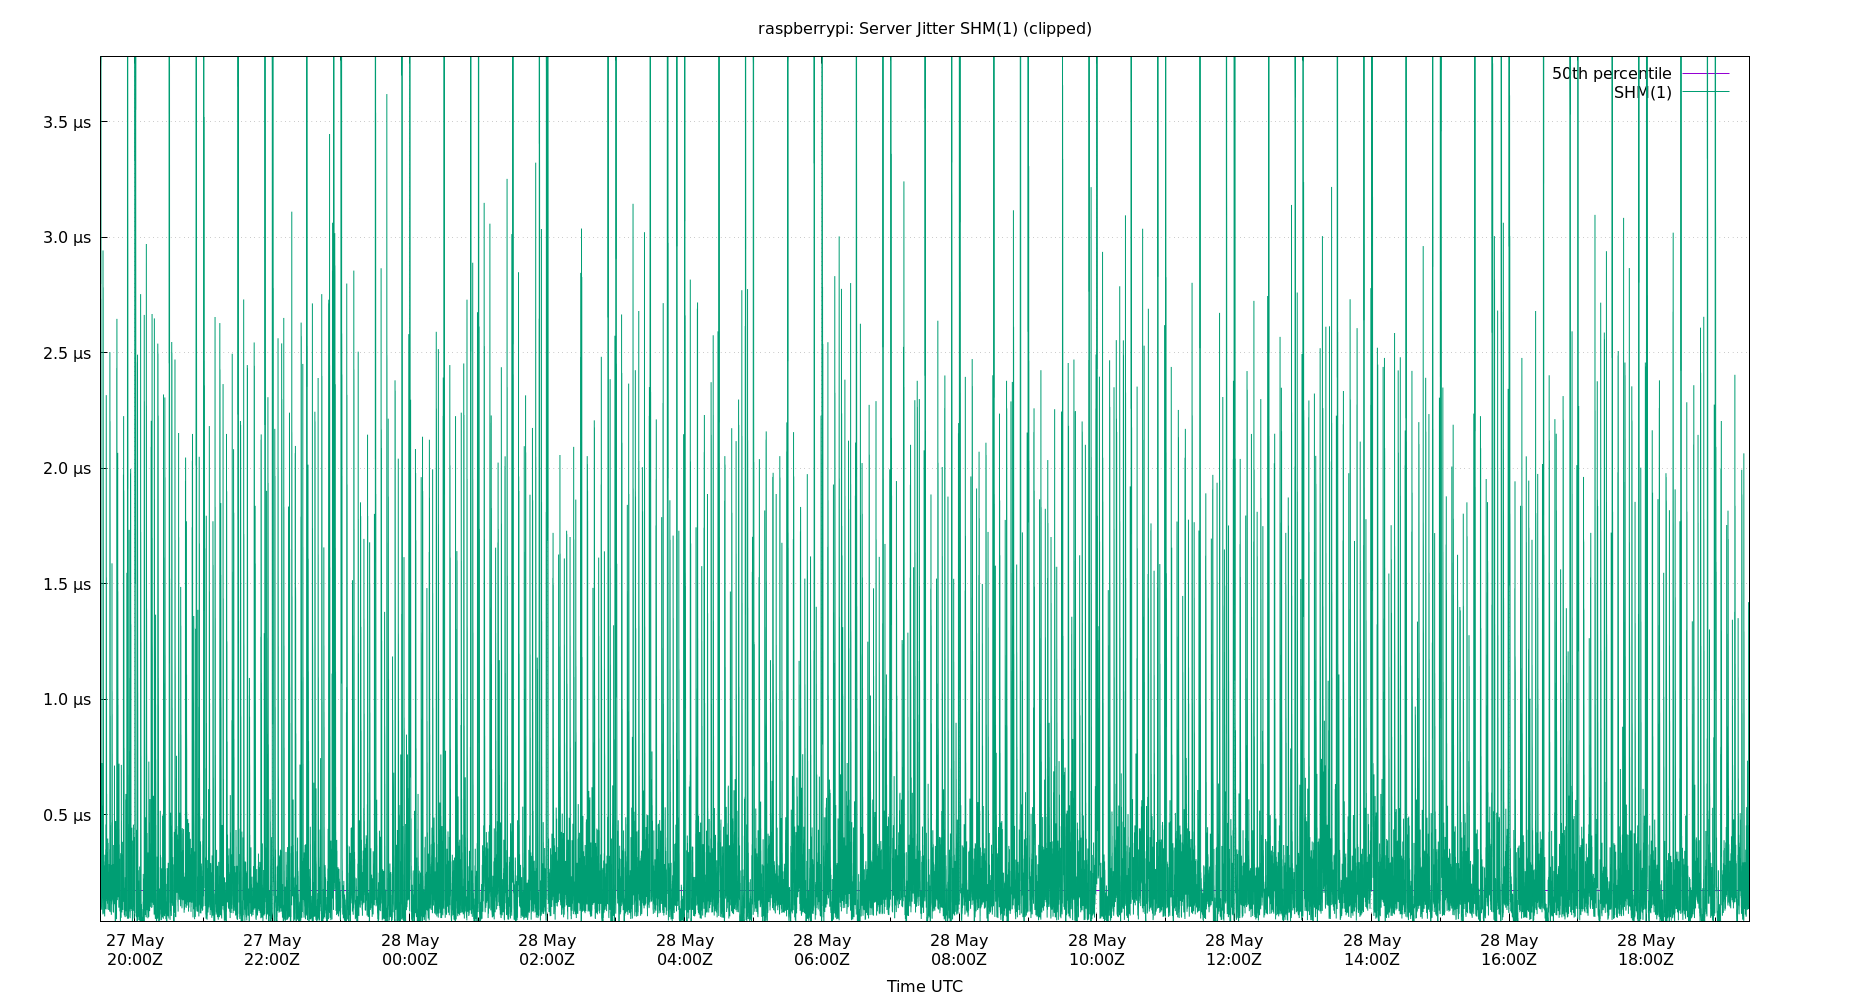 raspberrypi: Server Jitter SHM(1) (clipped)
50th percentile
SHM(1)
3.5 µs
3.0 µs
2.5 µs
2.0 µs
1.5 µs
1.0 µs
0.5 µs
27 May 27 May 28 May 28 May 28 May 28 May 28 May 28 May 28 May 28 May 28 May 28 May
20:00Z 22:00Z 00:00Z 02:00Z 04:00Z 06:00Z 08:00Z 10:00Z 12:00Z 14:00Z 16:00Z 18:00Z
Time UTC